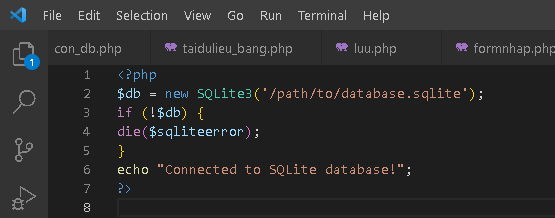 File Edit Selection View Go Run Terminal Help
con_db.php taidulieu_bang.php luu.php formnhap.php
1 <?php
2 $db = new SQLite3('/path/to/database.sqlite');
3 if (!$db) {
4 die($sqliteerror);
5 }
6 echo "Connected to SQLite database!";
7 ?>
8
1